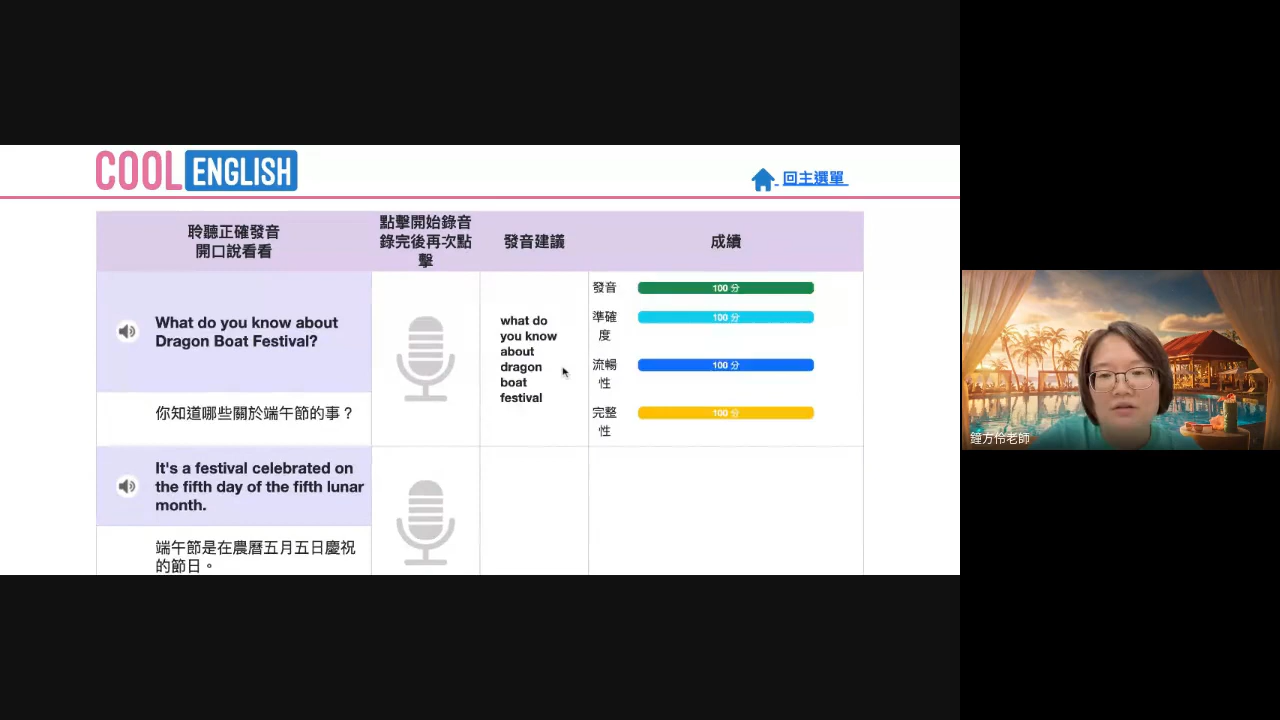 COOL ENGLISH
回主選單
聆聽正確發音
開口說看看
點擊開始錄音
錄完後再次點
擊
發音建議
成績
What do you know about
Dragon Boat Festival?
你知道哪些關於端午節的事？
what do
you know
about
dragon
boat
festival
發音
100 分
準確
度
100 分
流暢
性
100 分
完整
性
100 分
It's a festival celebrated on
the fifth day of the fifth lunar
month.
端午節是在農曆五月五日慶祝
的節日。
鐘方伶老師